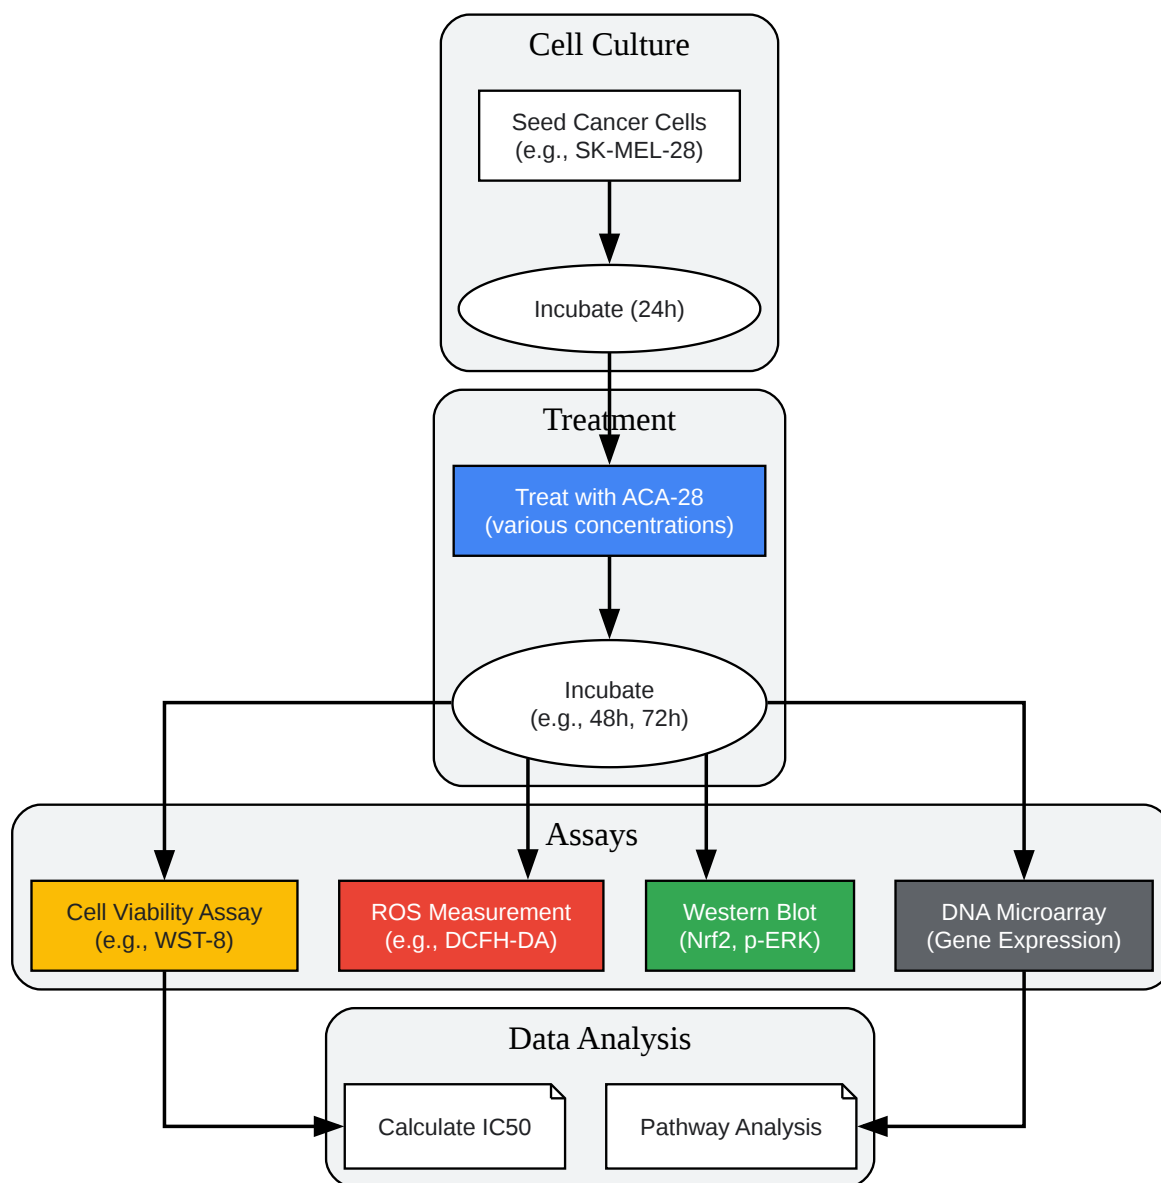 Cell Culture
Seed Cancer Cells
(e.g., SK-MEL-28)
Incubate (24h)
Treatment
Treat with ACA-28
(various concentrations)
Incubate
(e.g., 48h, 72h)
Assays
Cell Viability Assay
(e.g., WST-8)
ROS Measurement
(e.g., DCFH-DA)
Western Blot
(Nrf2, p-ERK)
DNA Microarray
(Gene Expression)
Data Analysis
Calculate IC50
Pathway Analysis